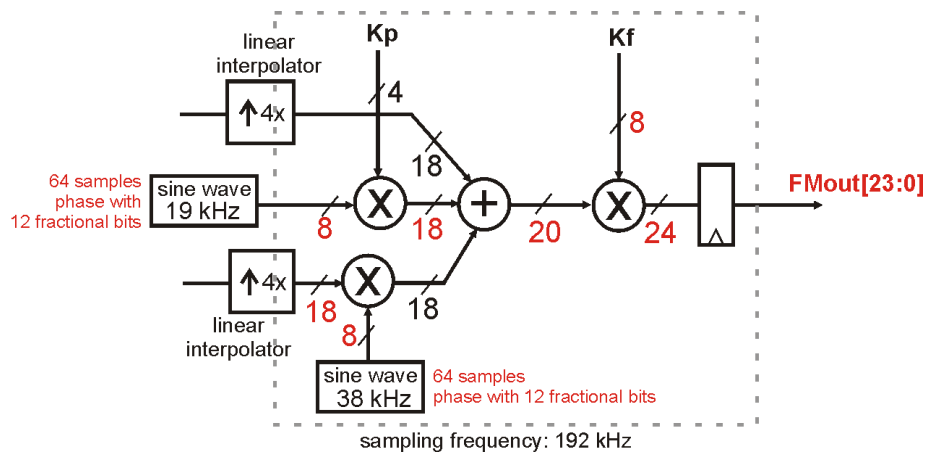 linear
interpolator
↑ 4x
Kp
4
Kf
8
18
64 samples
phase with
12 fractional bits
sine wave
19 kHz
8
X
18
+
20
X
24
FMout[23:0]
↑ 4x
linear
interpolator
18
X
18
8
sine wave
38 kHz
64 samples
phase with 12 fractional bits
sampling frequency: 192 kHz